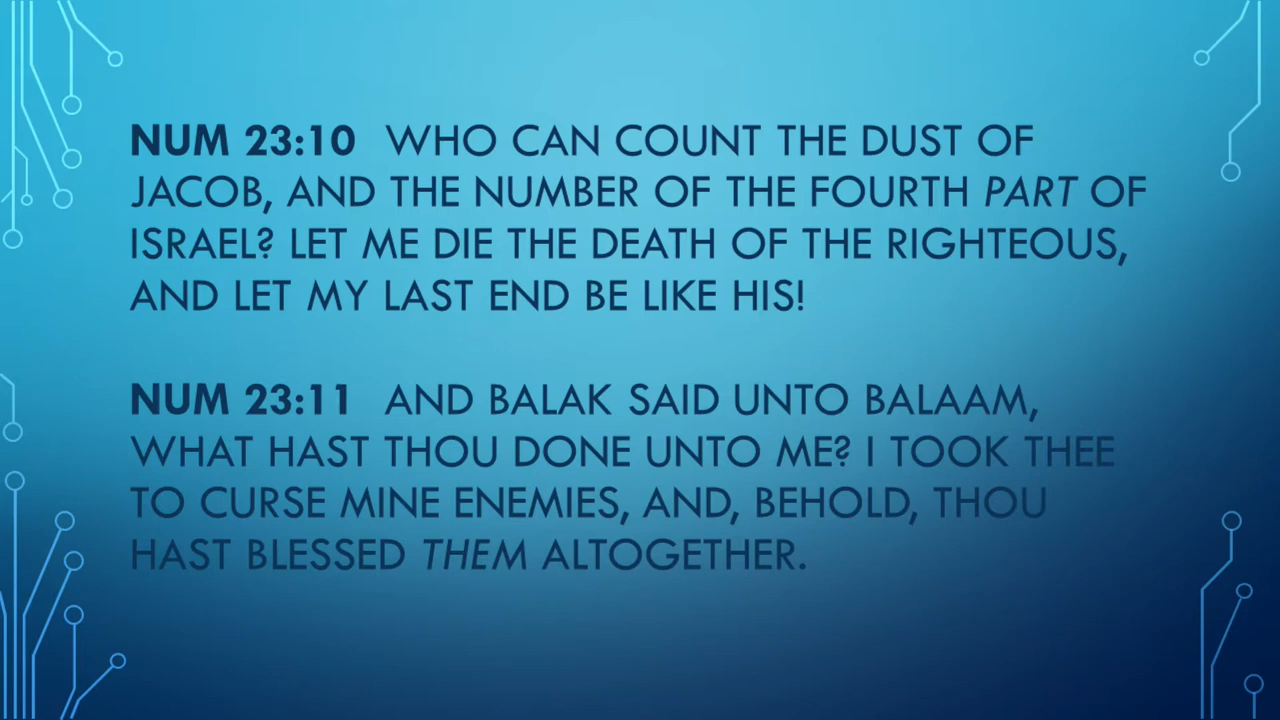 NUM 23:10 WHO CAN COUNT THE DUST OF
JACOB, AND THE NUMBER OF THE FOURTH PART OF
ISRAEL? LET ME DIE THE DEATH OF THE RIGHTEOUS,
AND LET MY LAST END BE LIKE HIS!
NUM 23:11 AND BALAK SAID UNTO BALAAM,
WHAT HAST THOU DONE UNTO ME? I TOOK THEE
TO CURSE MINE ENEMIES, AND, BEHOLD, THOU
HAST BLESSED THEM ALTOGETHER.